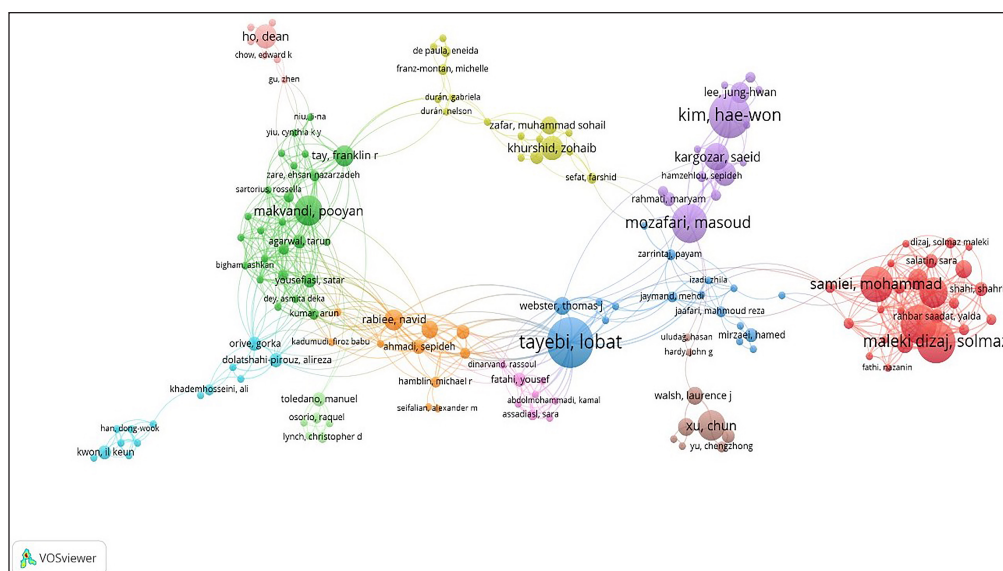 ho, dean
chow, edward k
gu, zhen
de paula, eneida
franz-montan, michelle
durán, gabriela
durán, nelson
zafar, muhammad sohail
khurshid, zohaib
sefat, farshid
lee, jung-hwan
kim, hae-won
kargozar, saeid
hamzehlou, sepideh
rahmati, maryam
mozafari, masoud
zarrintaj, payam
niu, li-na
yiu, cynthia k y
tay, franklin r
zare, ehsan nazarzadeh
sartorius, rossella
makvandi, pooyan
agarwal, tarun
bigham, ashkan
yousefiasl, satar
dey, asmita deka
kumar, arun
dizaj, solmaz maleki
salatin, sara
samiei, mohammad
shahi, shahri
rahbar saadat, yalda
maleki dizaj, solmaz
fathi, nazanin
izadi, zhila
jaymand, mehdi
jaafari, mahmoud reza
mirzaei, hamed
uludag, hasan
hardy, john g
webster, thomas j
tayebi, lobat
rabiee, navid
kadumudi, firoz babu
ahmadi, sepideh
orive, gorka
dolatshahi-pirouz, alireza
khademhosseini, ali
han, dong-wook
kwon, il keun
hamblin, michael r
seifalian, alexander m
dinarvand, rassoul
fatahi, yousef
abdolmohammadi, kamal
assadiasl, sara
toledano, manuel
osorio, raquel
lynch, christopher d
walsh, laurence j
xu, chun
yu, chengzhong
VOSviewer